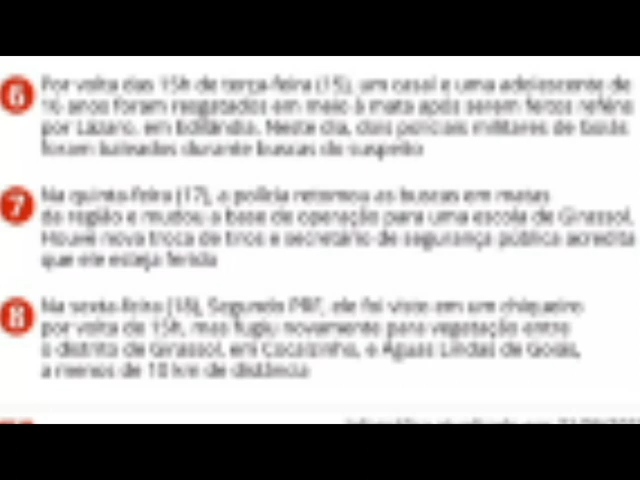 6 Por volta das 15h de terça-feira (15), um casal e uma adolescente de
16 anos foram resgatados em meio à mata após serem feitos reféns
por Lázaro, em Edilândia. Neste dia, dois policiais militares de Goiás
foram baleados durante buscas do suspeito
7 Na quinta-feira (17), a polícia retomou as buscas em matas
da região e mudou a base de operação para uma escola de Girassol.
Houve nova troca de tiros e secretário de segurança pública acredita
que ele esteja ferido
8 Na sexta-feira (18), Segundo PRF, ele foi visto em um chiqueiro
por volta de 15h, mas fugiu novamente para vegetação entre
o distrito de Girassol, em Cocalzinho, e Águas Lindas de Goiás,
a menos de 10 km de distância